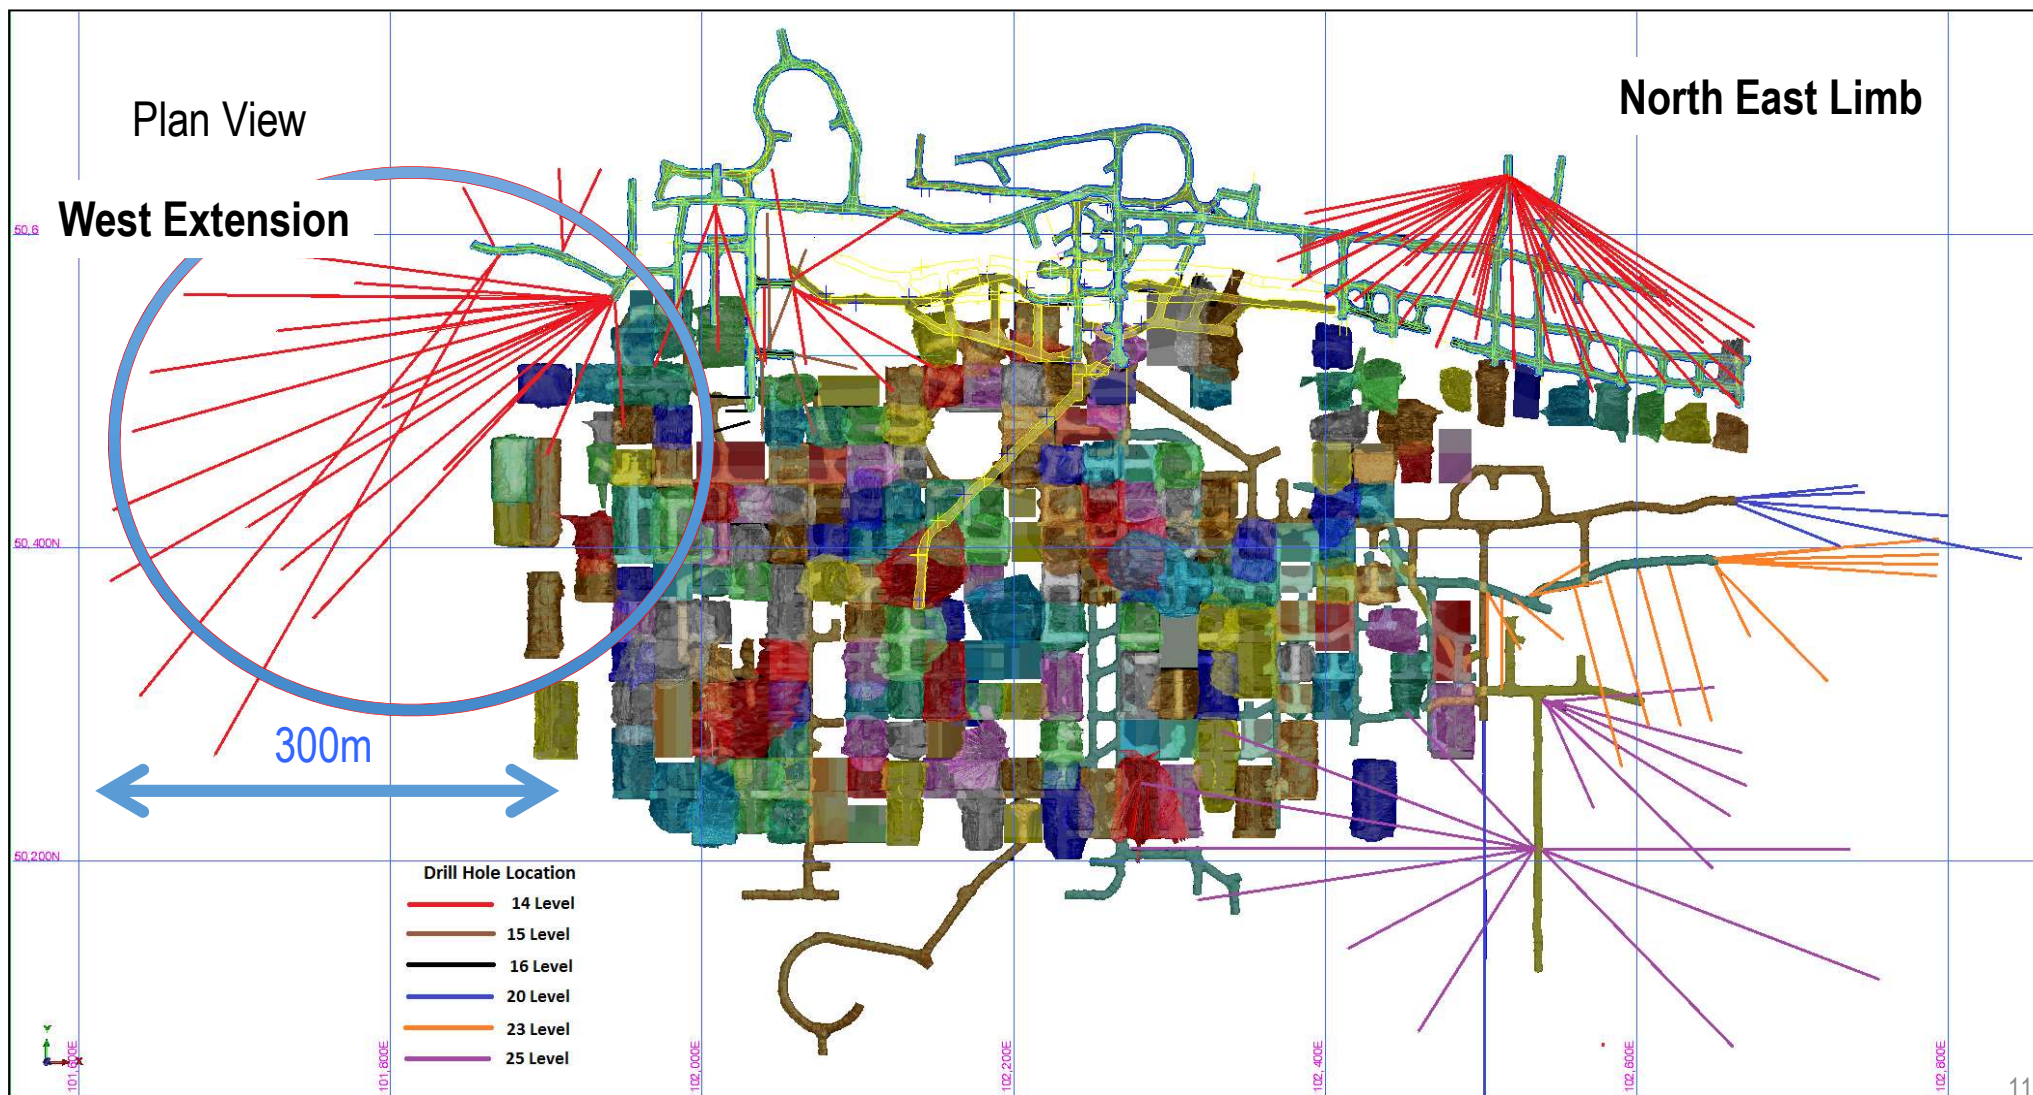 Plan View
North East Limb
West Extension
50,6
50,400N
300m
50,200N
Drill Hole Location
14 Level
15 Level
16 Level
20 Level
23 Level
25 Level
Y
X
101,600E
101,800E
102,000E
102,200E
102,400E
102,600E
102,800E
11